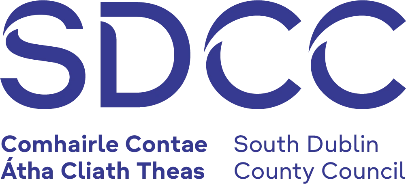 SDCC
Comhairle Contae
Átha Cliath Theas
South Dublin
County Council